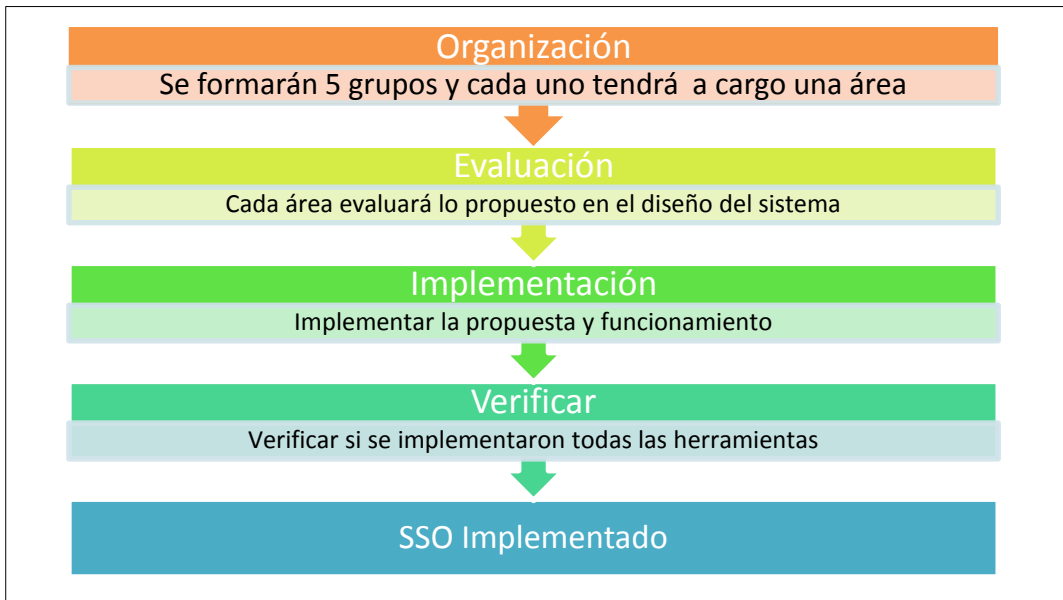 Organización
Se formarán 5 grupos y cada uno tendrá a cargo una área
Evaluación
Cada área evaluará lo propuesto en el diseño del sistema
Implementación
Implementar la propuesta y funcionamiento
Verificar
Verificar si se implementaron todas las herramientas
SSO Implementado